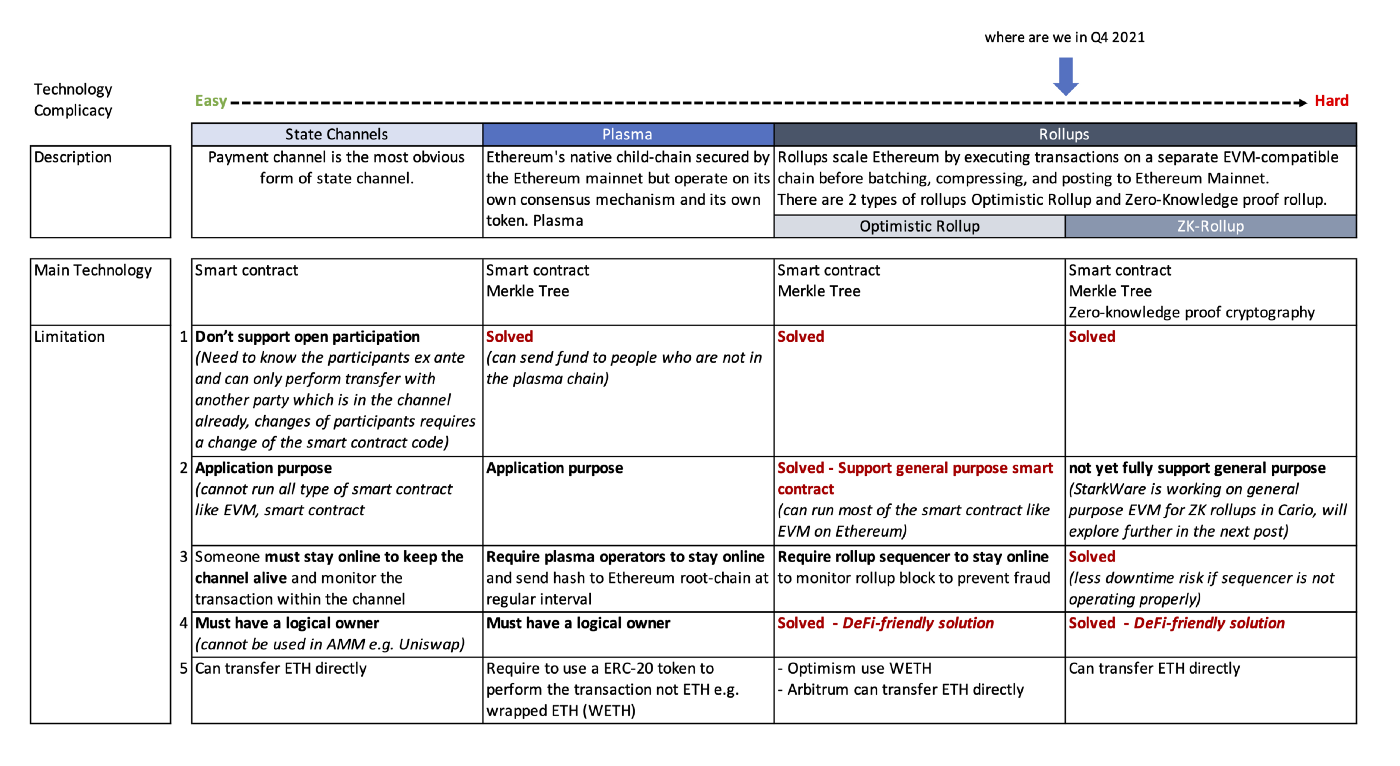 where are we in Q4 2021
Technology
Complicacy
Easy
Hard
State Channels
Plasma
Rollups
Description
Payment channel is the most obvious
form of state channel.
Ethereum's native child-chain secured by
the Ethereum mainnet but operate on its
own consensus mechanism and its own
token. Plasma
Rollups scale Ethereum by executing transactions on a separate EVM-compatible
chain before batching, compressing, and posting to Ethereum Mainnet.
There are 2 types of rollups Optimistic Rollup and Zero-Knowledge proof rollup.
Optimistic Rollup
ZK-Rollup
Main Technology
Smart contract
Smart contract
Merkle Tree
Smart contract
Merkle Tree
Smart contract
Merkle Tree
Zero-knowledge proof cryptography
Limitation
1
Don't support open participation
(Need to know the participants ex ante
and can only perform transfer with
another party which is in the channel
already, changes of participants requires
a change of the smart contract code)
Solved
(can send fund to people who are not in
the plasma chain)
Solved
Solved
2
Application purpose
(cannot run all type of smart contract
like EVM, smart contract
Application purpose
Solved - Support general purpose smart
contract
(can run most of the smart contract like
EVM on Ethereum)
not yet fully support general purpose
(StarkWare is working on general
purpose EVM for ZK rollups in Cario, will
explore further in the next post)
3
Someone must stay online to keep the
channel alive and monitor the
transaction within the channel
Require plasma operators to stay online
and send hash to Ethereum root-chain at
regular interval
Require rollup sequencer to stay online
to monitor rollup block to prevent fraud
Solved
(less downtime risk if sequencer is not
operating properly)
4
Must have a logical owner
(cannot be used in AMM e.g. Uniswap)
Must have a logical owner
Solved - DeFi-friendly solution
Solved - DeFi-friendly solution
5
Can transfer ETH directly
Require to use a ERC-20 token to
perform the transaction not ETH e.g.
wrapped ETH (WETH)
- Optimism use WETH
- Arbitrum can transfer ETH directly
Can transfer ETH directly